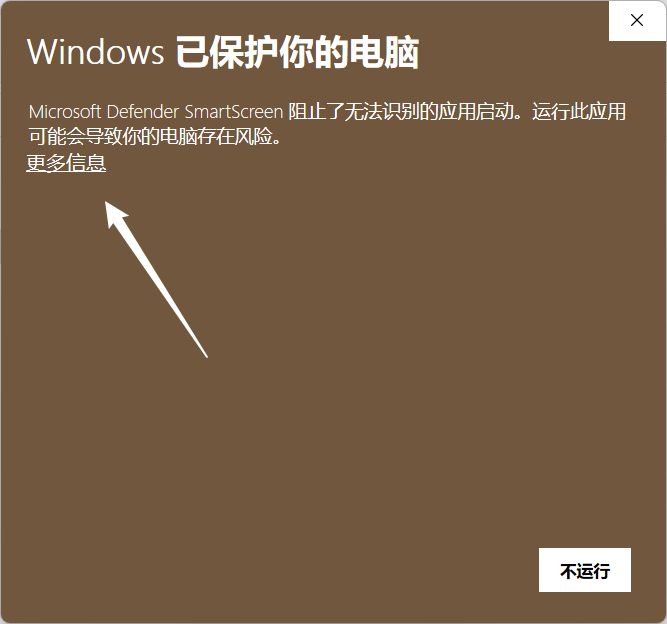 Windows 已保护你的电脑
Microsoft Defender SmartScreen 阻止了无法识别的应用启动。运行此应用
可能会导致你的电脑存在风险。
更多信息
不运行